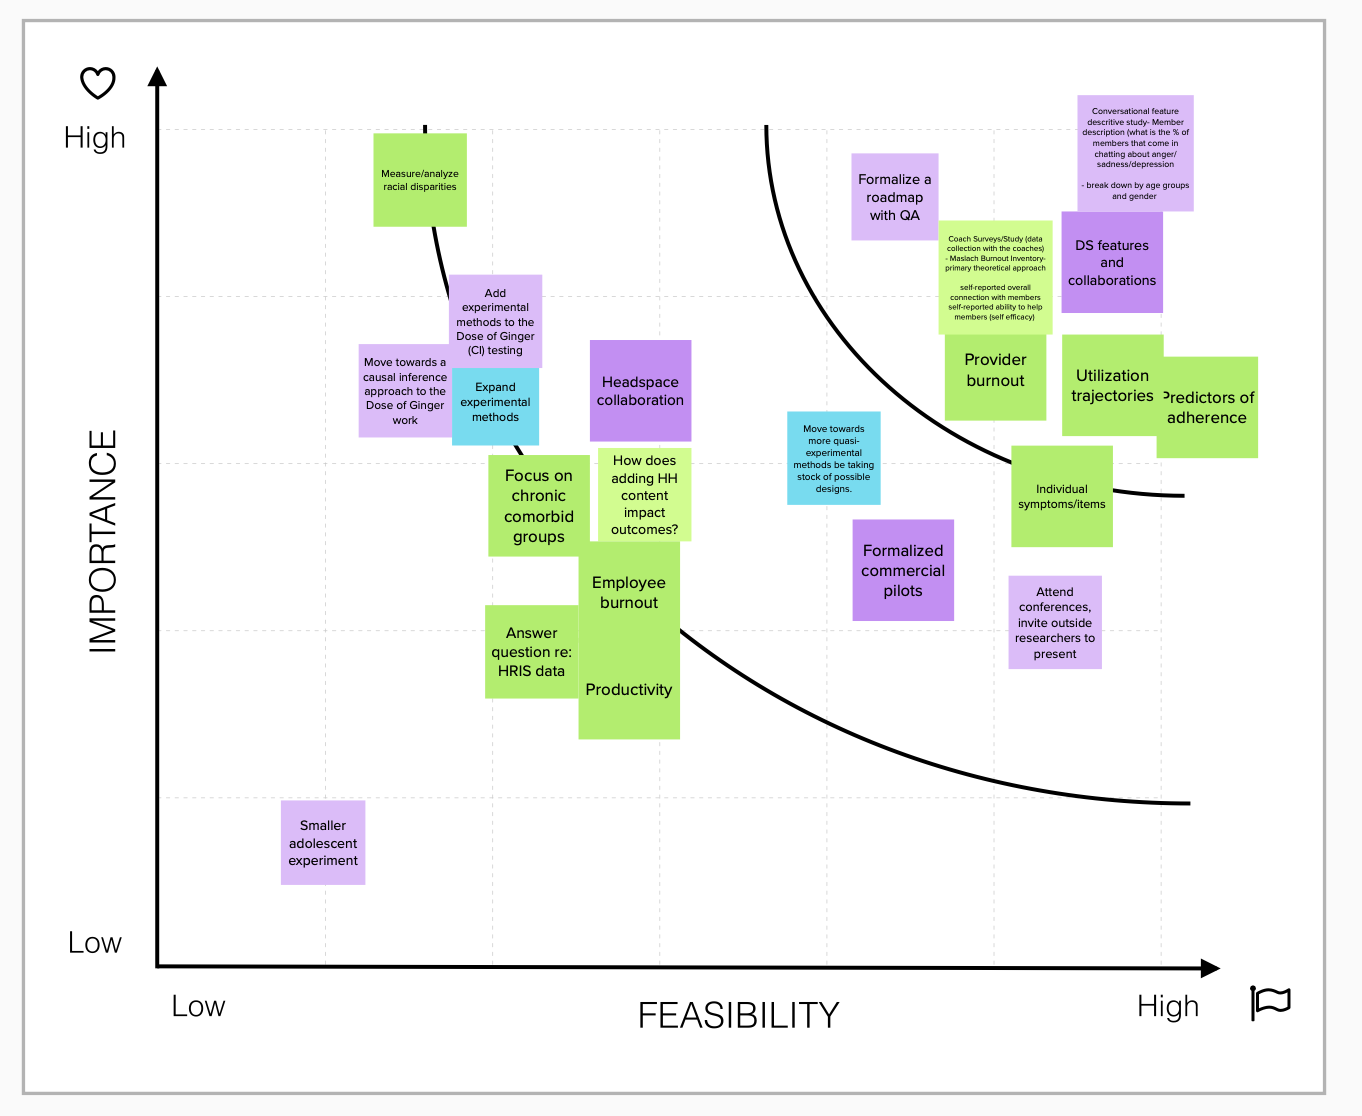 High
Conversational feature
descritive study- Member
description (what is the % of
members that come in
chatting about anger/
sadness/depression
- break down by age groups
and gender
Measure/analyze
racial disparities
Formalize a
roadmap
with QA
Coach Surveys/Study (data
collection with the coaches)
- Maslach Burnout Inventory-
primary theoretical approach
self-reported overall
connection with members
self-reported ability to help
members (self efficacy)
DS features
and
collaborations
Add
experimental
methods to the
Dose of Ginger
(CI) testing
Move towards a
causal inference
approach to the
Dose of Ginger
work
Expand
experimental
methods
Headspace
collaboration
Provider
burnout
Utilization
trajectories
Predictors of
adherence
Move towards
more quasi-
experimental
methods be taking
stock of possible
designs.
Focus on
chronic
comorbid
groups
How does
adding HH
content
impact
outcomes?
Individual
symptoms/items
Formalized
commercial
pilots
Employee
burnout
Attend
conferences,
invite outside
researchers to
present
Answer
question re:
HRIS data
Productivity
IMPORTANCE
Smaller
adolescent
experiment
Low
Low
FEASIBILITY
High